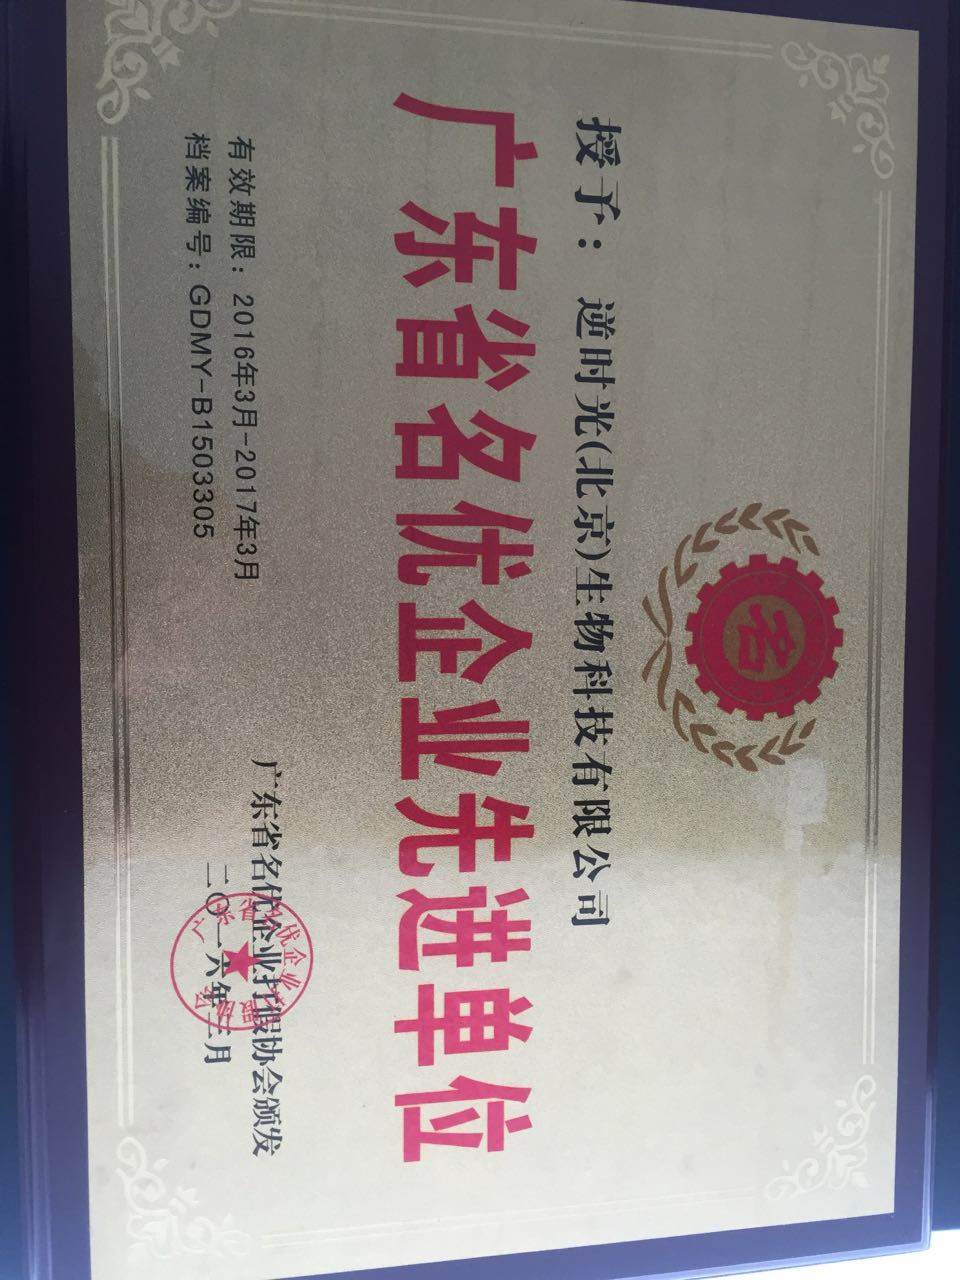 名
授予：逆时光(北京)生物科技有限公司
广东省名优企业先进单位
有效期限：2016年3月-2017年3月
档案编号：GDMY-B1503305
广东省名优企业打假协会颁发
二〇一六年三月